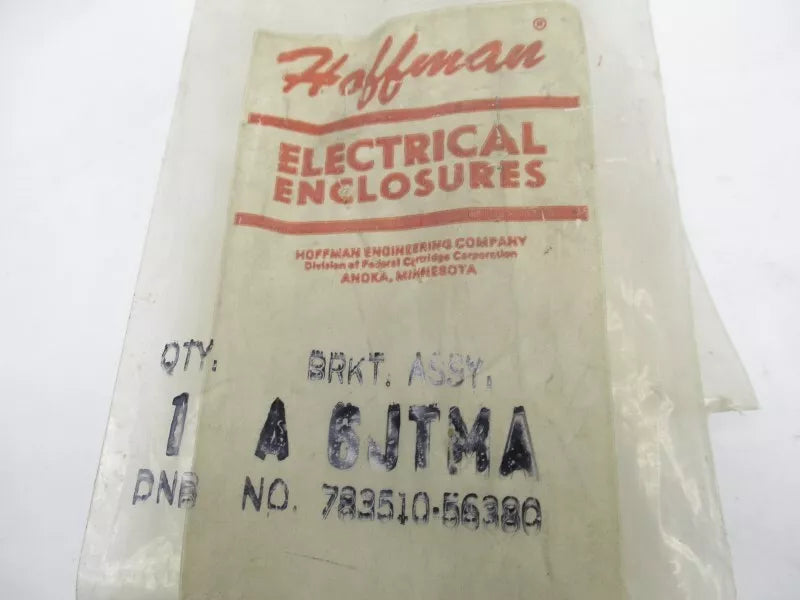 Hoffman®
ELECTRICAL
ENCLOSURES
HOFFMAN ENGINEERING COMPANY
Division of Federal Cartridge Corporation
ANOKA, MINNESOTA
QTY. BRKT. ASSY.
1 A 6JTMA
DNB NO. 783510-56380